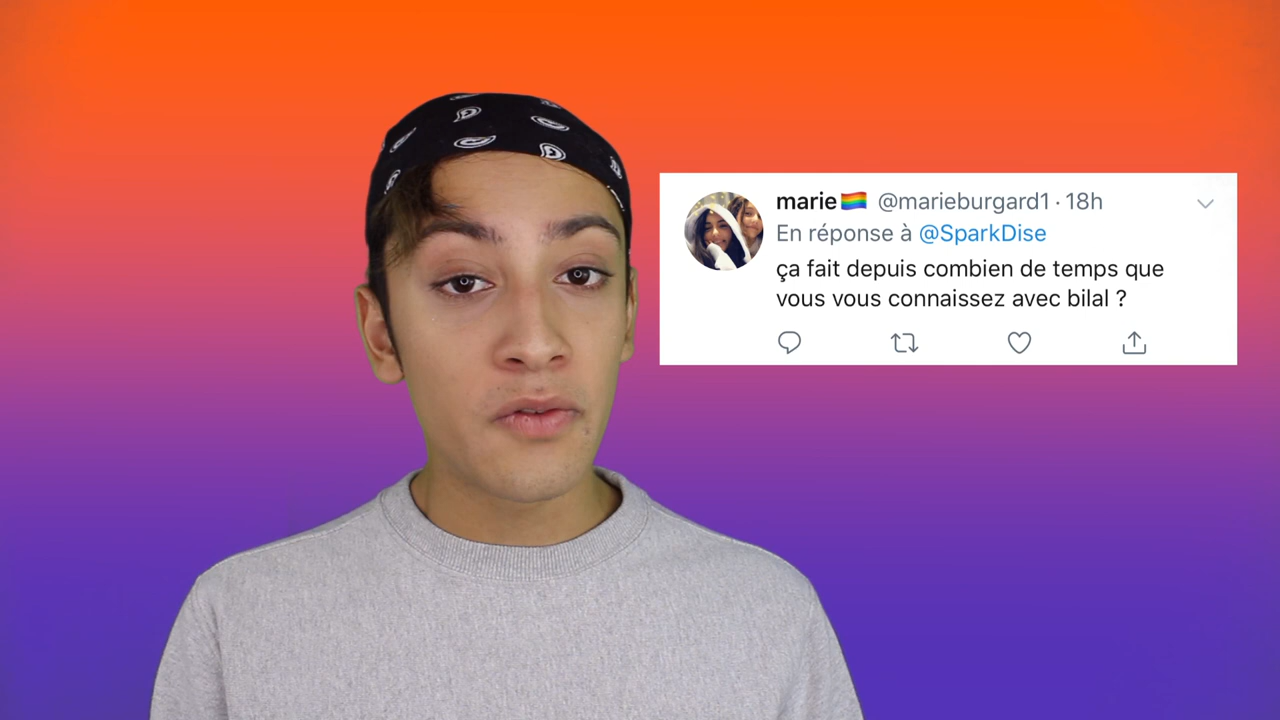 marie🏳️‍🌈 @marieburgard1 · 18h
En réponse à @SparkDise
ça fait depuis combien de temps que
vous vous connaissez avec bilal ?